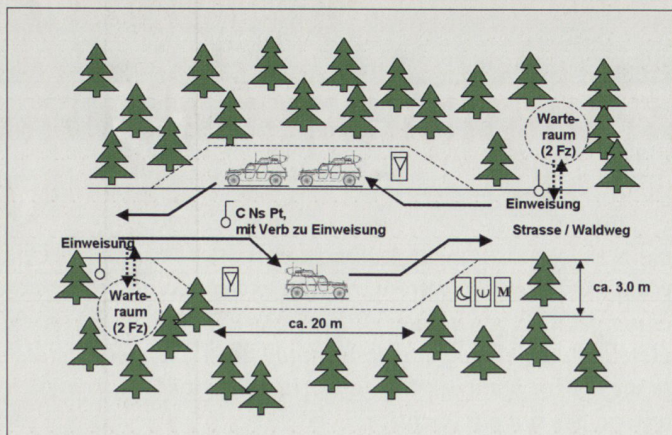 Warte-
raum
(2 Fz)
Einweisung
C Ns Pt,
mit Verb zu Einweisung
Strasse / Waldweg
Einweisung
Warte-
raum
(2 Fz)
ca. 20 m
M
ca. 3.0 m